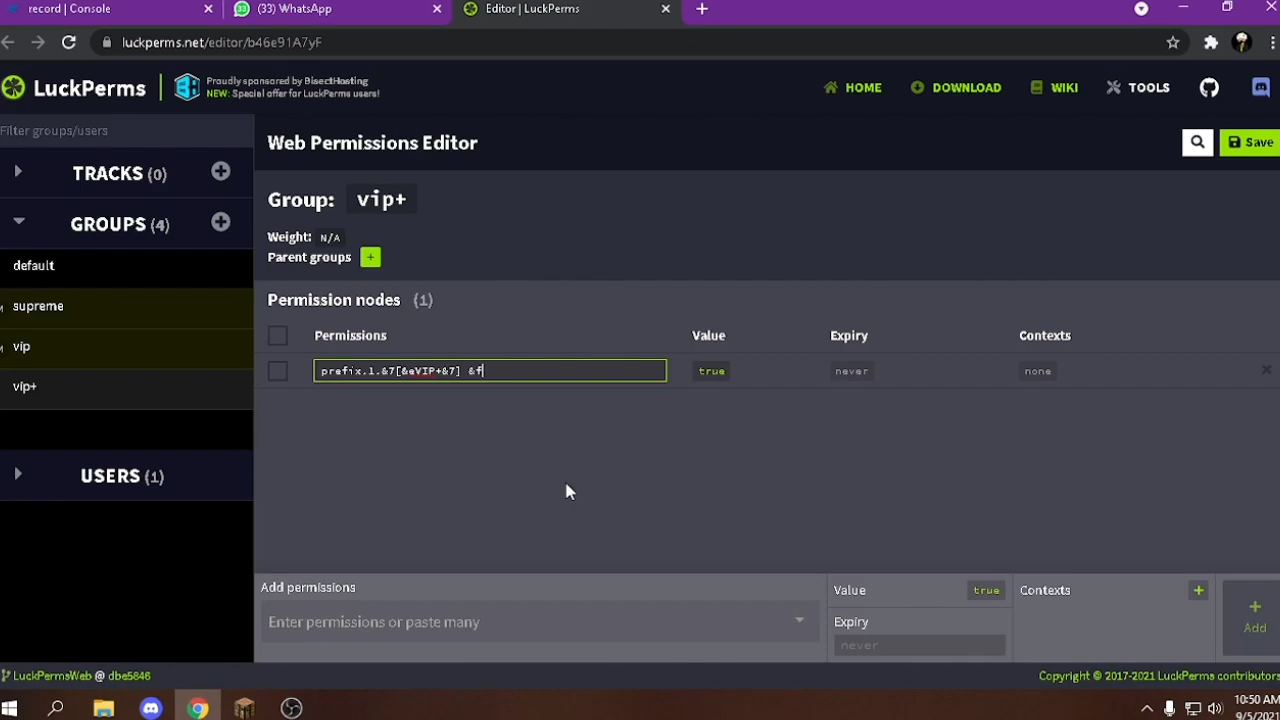 record | Console
(33) WhatsApp
Editor | LuckPerms
luckperms.net/editor/b46e91A7yF
LuckPerms
Proudly sponsored by BisectHosting
NEW: Special offer for LuckPerms users!
HOME
DOWNLOAD
WIKI
TOOLS
Filter groups/users
Web Permissions Editor
Save
TRACKS (0)
Group: vip+
GROUPS (4)
Weight: N/A
Parent groups +
default
supreme
vip
vip+
USERS (1)
Permission nodes (1)
Permissions Value Expiry Contexts
prefix.1.&7[&eVIP+&7] &f true never none
Add permissions
Enter permissions or paste many
Value true
Expiry
never
Contexts +
+
Add
LuckPermsWeb @ dbe5846
Copyright © 2017-2021 LuckPerms contributors
10:50 AM
9/5/2021